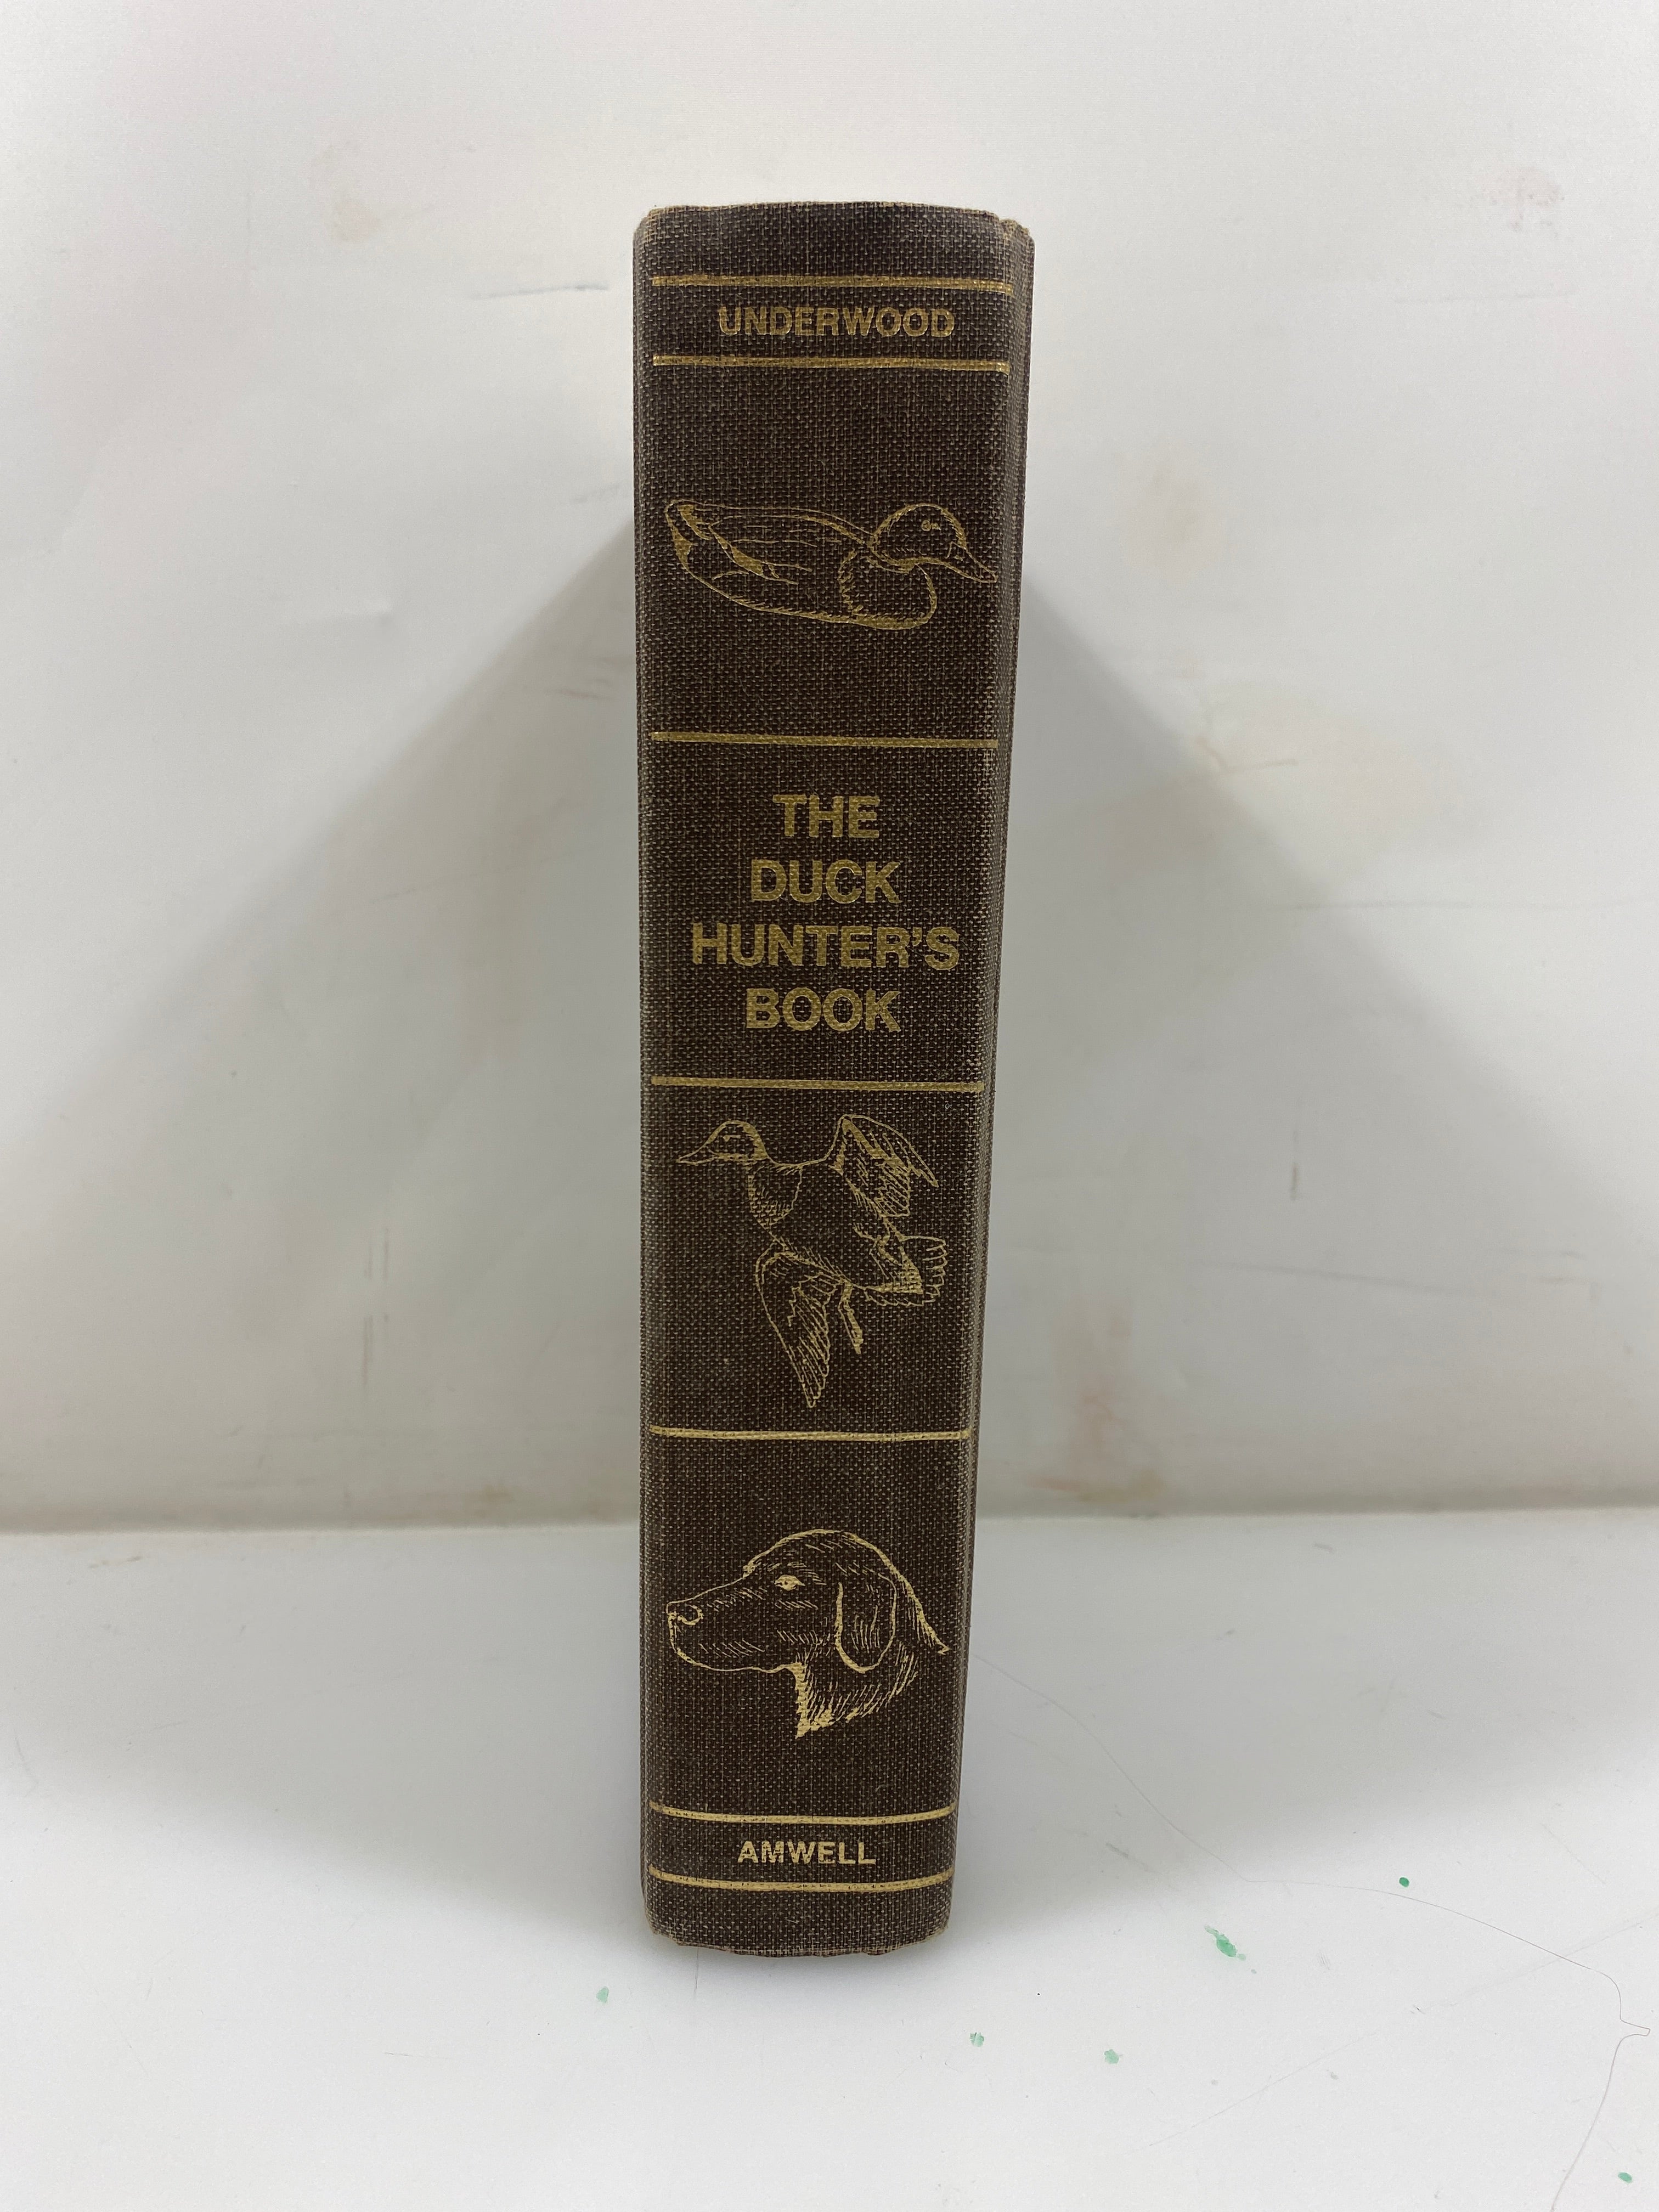 UNDERWOOD
THE
DUCK
HUNTER'S
BOOK
AMWELL